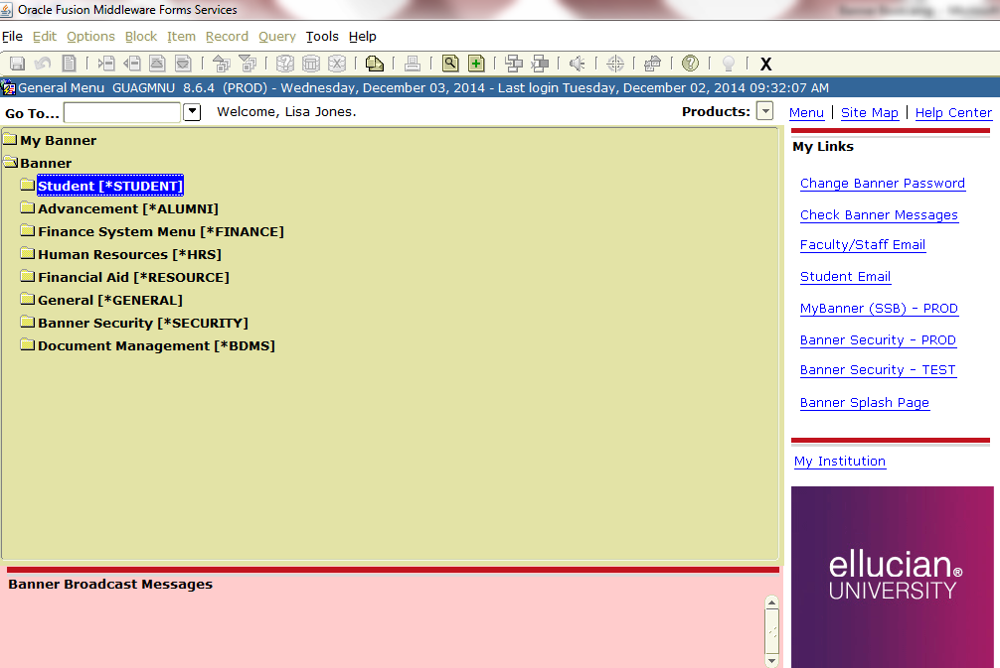 Oracle Fusion Middleware Forms Services
File Edit Options Block Item Record Query Tools Help
X
General Menu GUAGMNU 8.6.4 (PROD) - Wednesday, December 03, 2014 - Last login Tuesday, December 02, 2014 09:32:07 AM
Go To... Welcome, Lisa Jones. Products: Menu | Site Map | Help Center
My Banner
Banner
Student [*STUDENT]
Advancement [*ALUMNI]
Finance System Menu [*FINANCE]
Human Resources [*HRS]
Financial Aid [*RESOURCE]
General [*GENERAL]
Banner Security [*SECURITY]
Document Management [*BDMS]
My Links
Change Banner Password
Check Banner Messages
Faculty/Staff Email
Student Email
MyBanner (SSB) - PROD
Banner Security - PROD
Banner Security - TEST
Banner Splash Page
My Institution
ellucian®
UNIVERSITY
Banner Broadcast Messages